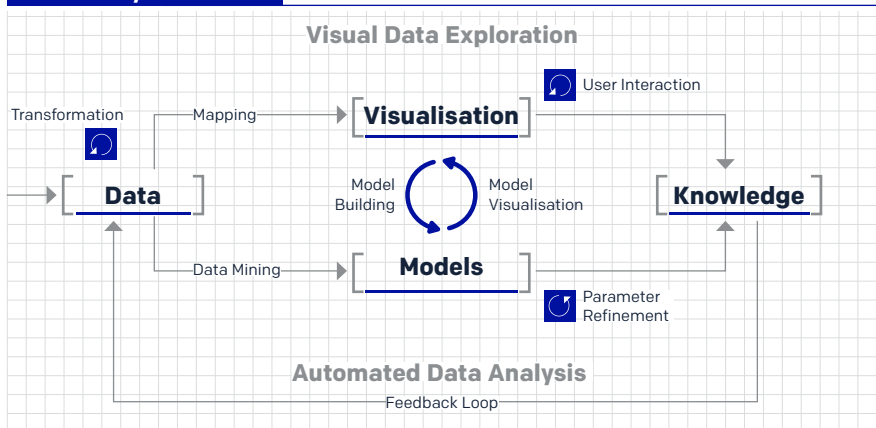 Visual Data Exploration
Transformation
Mapping
Visualisation
User Interaction
Data
Model
Building
Model
Visualisation
Knowledge
Data Mining
Models
Parameter
Refinement
Automated Data Analysis
Feedback Loop